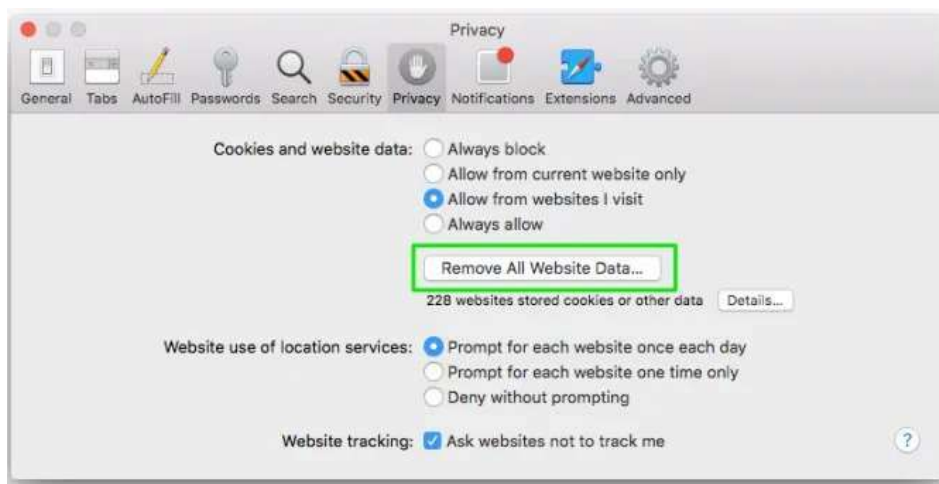 Privacy
General Tabs AutoFill Passwords Search Security Privacy Notifications Extensions Advanced
Cookies and website data: Always block
Allow from current website only
Allow from websites I visit
Always allow
Remove All Website Data...
228 websites stored cookies or other data Details...
Website use of location services: Prompt for each website once each day
Prompt for each website one time only
Deny without prompting
Website tracking: Ask websites not to track me
?